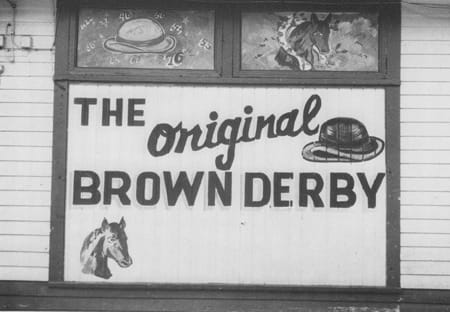 THE original
BROWN DERBY